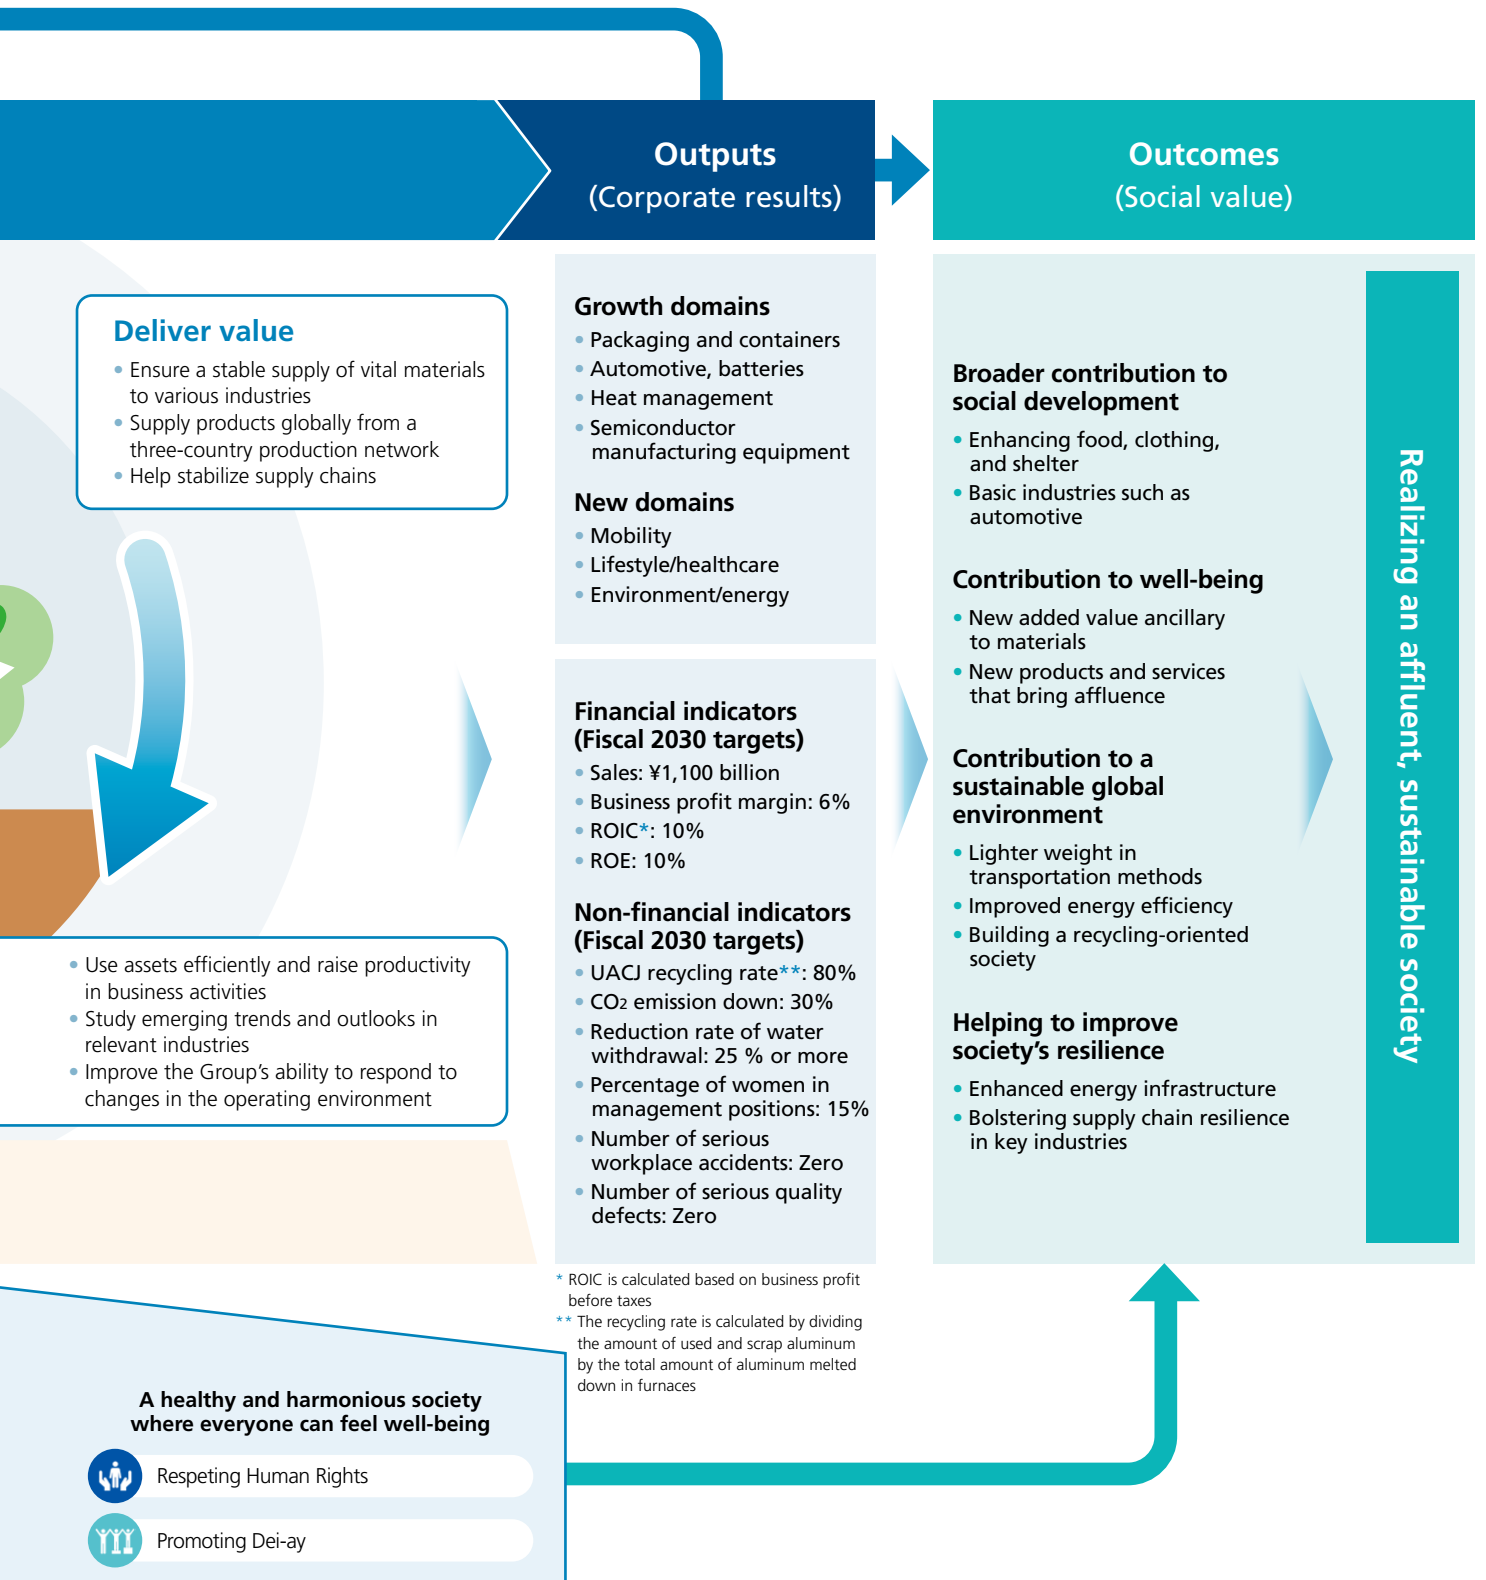 Outputs
(Corporate results)
Outcomes
(Social value)
Deliver value
• Ensure a stable supply of vital materials
to various industries
• Supply products globally from a
three-country production network
• Help stabilize supply chains
• Use assets efficiently and raise productivity
in business activities
• Study emerging trends and outlooks in
relevant industries
• Improve the Group's ability to respond to
changes in the operating environment
Growth domains
• Packaging and containers
• Automotive, batteries
• Heat management
• Semiconductor
manufacturing equipment
New domains
• Mobility
• Lifestyle/healthcare
• Environment/energy
Financial indicators
(Fiscal 2030 targets)
• Sales: ¥1,100 billion
• Business profit margin: 6%
• ROIC*: 10%
• ROE: 10%
Non-financial indicators
(Fiscal 2030 targets)
• UACJ recycling rate**: 80%
• CO2 emission down: 30%
• Reduction rate of water
withdrawal: 25 % or more
• Percentage of women in
management positions: 15%
• Number of serious
workplace accidents: Zero
• Number of serious quality
defects: Zero
* ROIC is calculated based on business profit
before taxes
** The recycling rate is calculated by dividing
the amount of used and scrap aluminum
by the total amount of aluminum melted
down in furnaces
Broader contribution to
social development
• Enhancing food, clothing,
and shelter
• Basic industries such as
automotive
Contribution to well-being
• New added value ancillary
to materials
• New products and services
that bring affluence
Contribution to a
sustainable global
environment
• Lighter weight in
transportation methods
• Improved energy efficiency
• Building a recycling-oriented
society
Helping to improve
society's resilience
• Enhanced energy infrastructure
• Bolstering supply chain resilience
in key industries
Realizing an affluent, sustainable society
A healthy and harmonious society
where everyone can feel well-being
Respeting Human Rights
Promoting Dei-ay